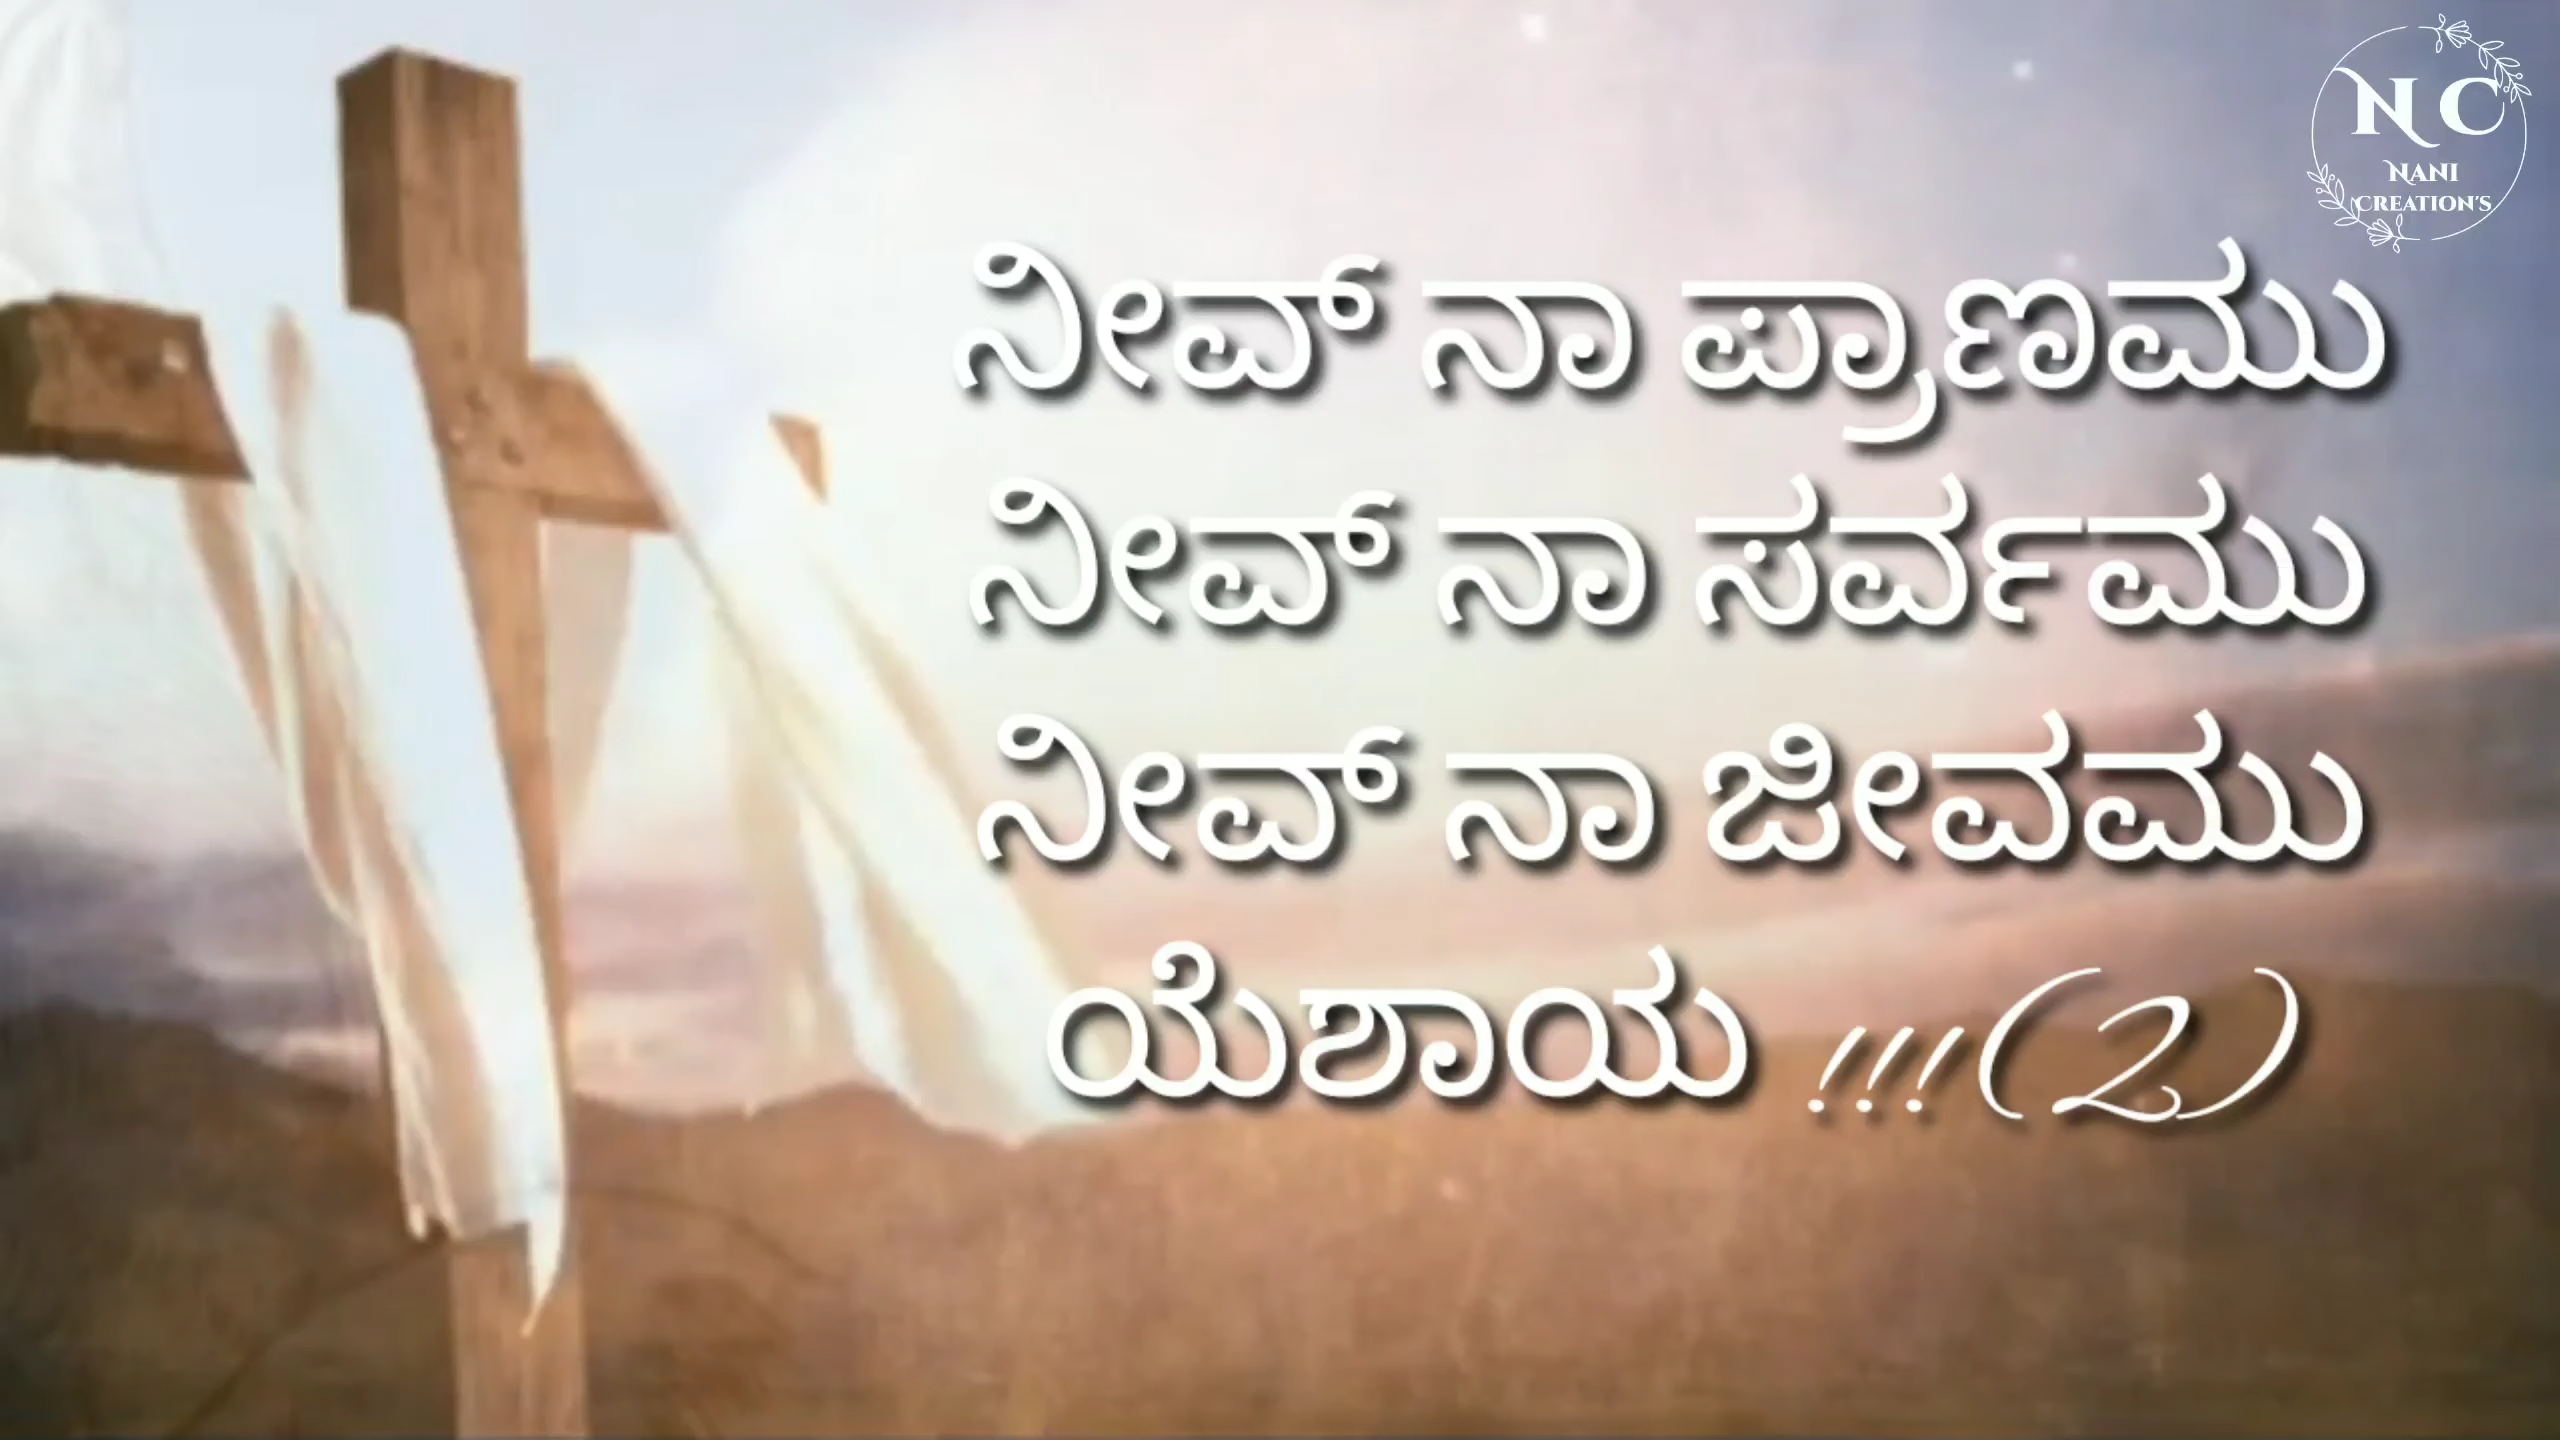 NC
NANI
CREATION'S
ನೀವ್ ನಾ ಪ್ರಾಣಮು
ನೀವ್ ನಾ ಸರ್ವಮು
ನೀವ್ ನಾ ಜೀವಮು
ಯೆಶಾಯ !!!(2)